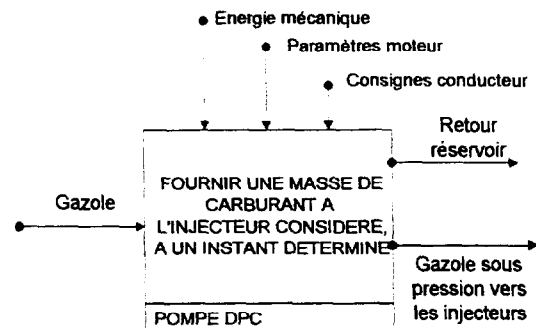 Energie mécanique
Paramètres moteur
Consignes conducteur
Retour
réservoir
Gazole
FOURNIR UNE MASSE DE
CARBURANT A
L'INJECTEUR CONSIDERE,
A UN INSTANT DETERMINE
Gazole sous
pression vers
les injecteurs
POMPE DPC